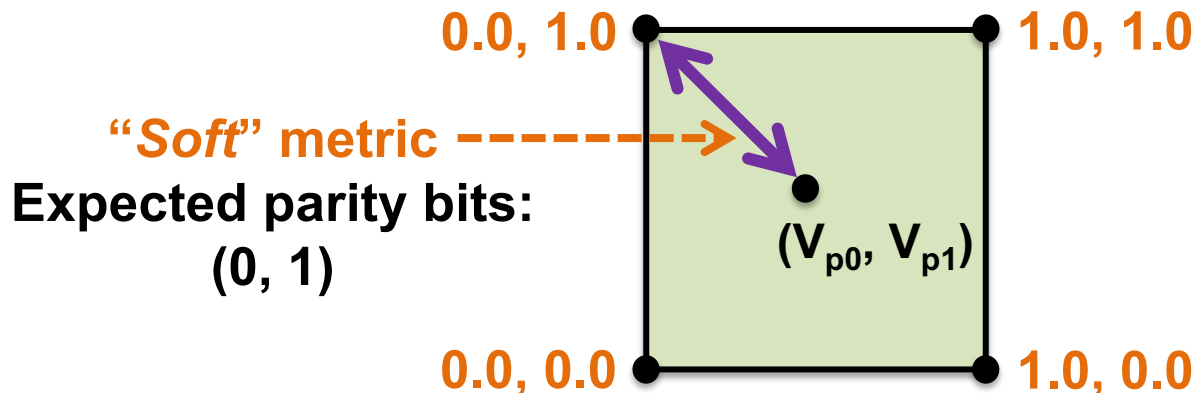 0.0, 1.0
1.0, 1.0
“Soft” metric
Expected parity bits:
(0, 1)
(Vp0, Vp1)
0.0, 0.0
1.0, 0.0